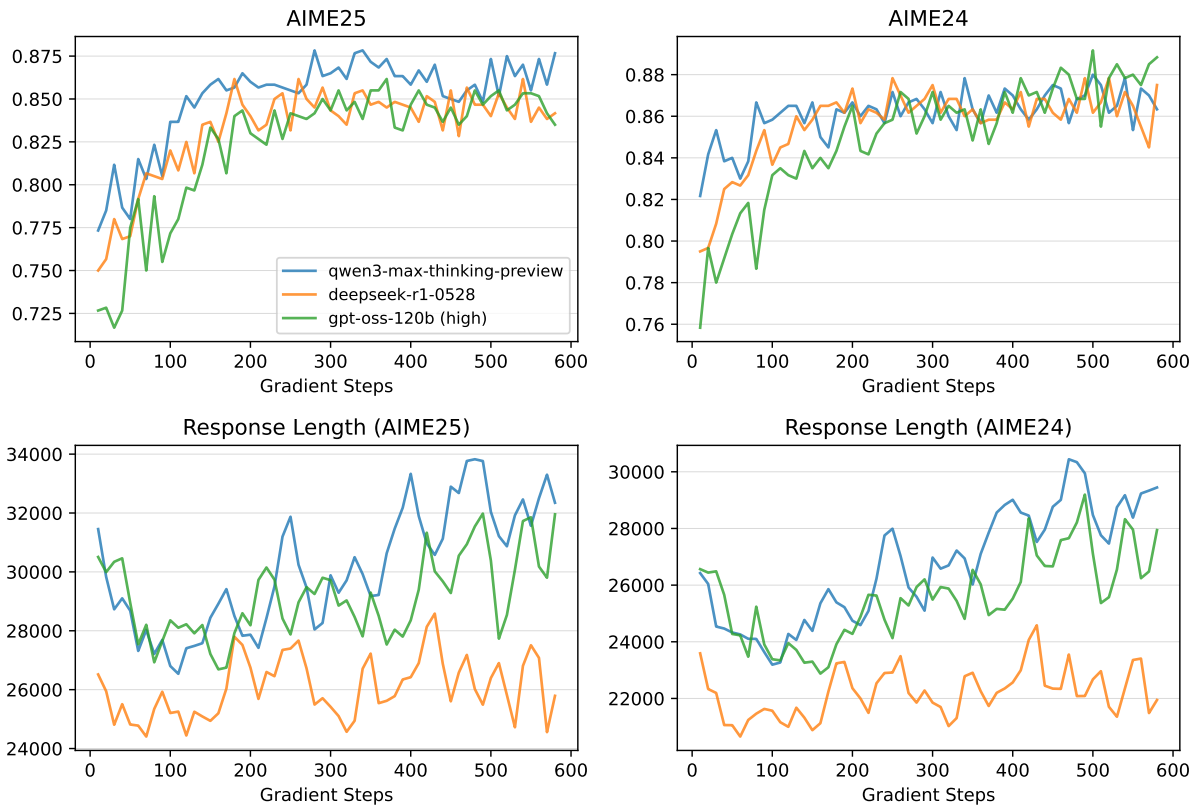 AIME25
0.875
0.850
0.825
0.800
0.775
0.750
0.725
qwen3-max-thinking-preview
deepseek-r1-0528
gpt-oss-120b (high)
0 100 200 300 400 500 600
Gradient Steps
AIME24
0.88
0.86
0.84
0.82
0.80
0.78
0.76
0 100 200 300 400 500 600
Gradient Steps
Response Length (AIME25)
34000
32000
30000
28000
26000
24000
0 100 200 300 400 500 600
Gradient Steps
Response Length (AIME24)
30000
28000
26000
24000
22000
0 100 200 300 400 500 600
Gradient Steps